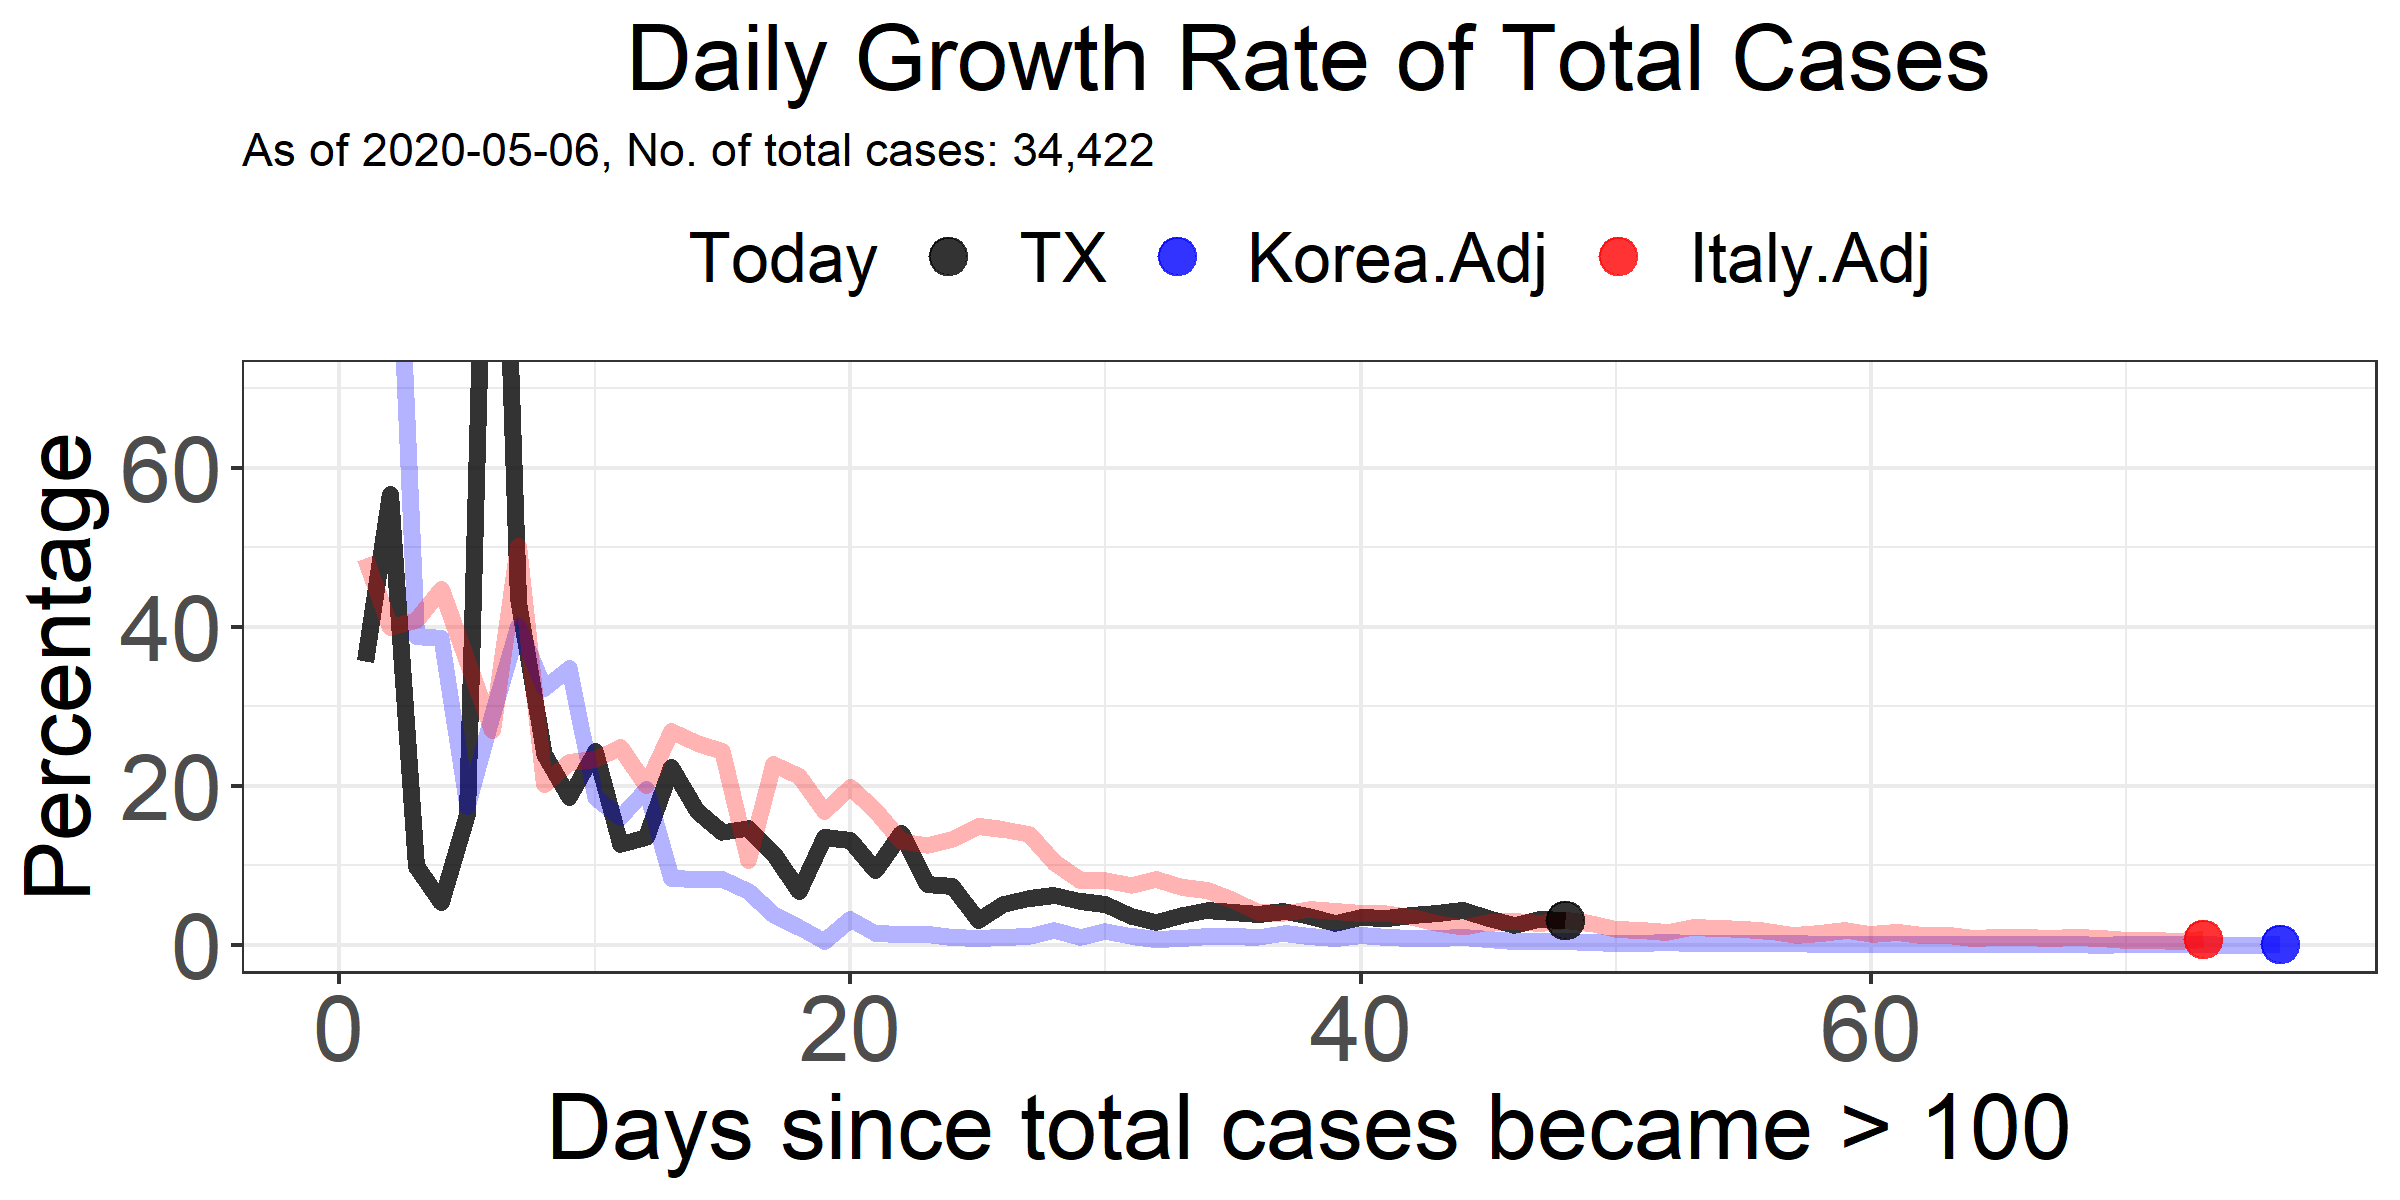 Daily Growth Rate of Total Cases
As of 2020-05-06, No. of total cases: 34,422
Today TX Korea.Adj Italy.Adj
Percentage
60
40
20
0
0 20 40 60
Days since total cases became > 100